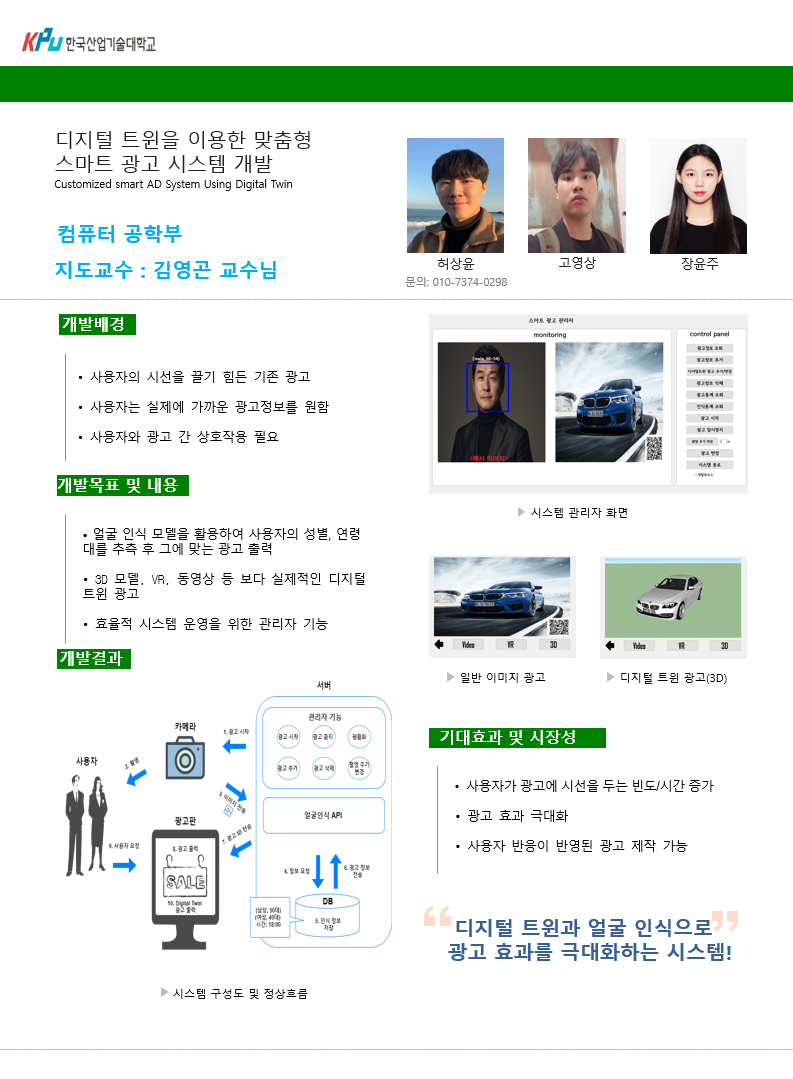 KPU 한국산업기술대학교
디지털 트윈을 이용한 맞춤형
스마트 광고 시스템 개발
Customized smart AD System Using Digital Twin
컴퓨터 공학부
지도교수 : 김영곤 교수님
허상윤
고영상
장윤주
문의: 010-7374-0298
개발배경
• 사용자의 시선을 끌기 힘든 기존 광고
• 사용자는 실제에 가까운 광고정보를 원함
• 사용자와 광고 간 상호작용 필요
개발목표 및 내용
• 얼굴 인식 모델을 활용하여 사용자의 성별, 연령
대를 추측 후 그에 맞는 광고 출력
• 3D 모델, VR, 동영상 등 보다 실제적인 디지털
트윈 광고
• 효율적 시스템 운영을 위한 관리자 기능
개발결과
서버
관리자 기능
광고 시작
광고 중지
평활화
광고 추가
광고 삭제
촬영 주기
변경
얼굴인식 API
카메라
1. 광고 시작
2. 촬영
3. 이미지 전송
사용자
광고판
7. 광고 ID 전송
8. 광고 출력
SALE
9. 사용자 요청
10. Digital Twin
광고 출력
4. 정보 요청
6. 광고 정보
전송
DB
5. 인식 정보
저장
(남성, 50대)
(여성, 40대)
시간: 18:00
시스템 구성도 및 정상흐름
스마트 광고 관리자
monitoring
(male, 50~54)
<예시 이미지>
control panel
광고정보 조회
광고정보 추가
디지털트윈 광고 추가/변경
광고정보 삭제
광고통계 조회
인식통계 조회
광고 시작
광고 일시정지
촬영 주기 변경
광고 변경
시스템 종료
시스템 관리자 화면
Video
VR
3D
일반 이미지 광고
Video
VR
3D
디지털 트윈 광고(3D)
기대효과 및 시장성
• 사용자가 광고에 시선을 두는 빈도/시간 증가
• 광고 효과 극대화
• 사용자 반응이 반영된 광고 제작 가능
“디지털 트윈과 얼굴 인식으로”
광고 효과를 극대화하는 시스템!